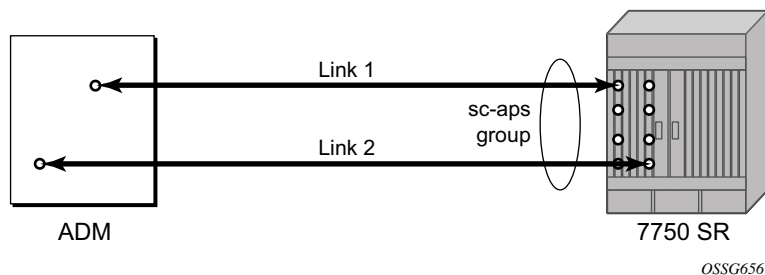 Link 1
sc-aps
group
Link 2
ADM
7750 SR
OSSG656